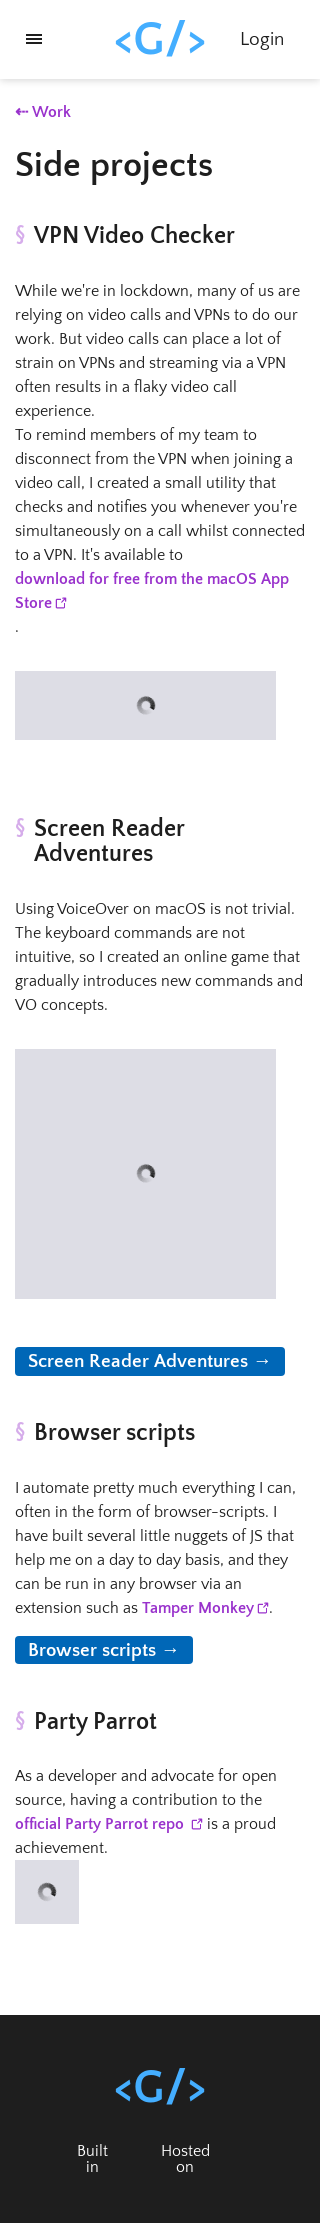 <G/>
Login
⇠ Work
Side projects
§ VPN Video Checker
While we're in lockdown, many of us are
relying on video calls and VPNs to do our
work. But video calls can place a lot of
strain on VPNs and streaming via a VPN
often results in a flaky video call
experience.
To remind members of my team to
disconnect from the VPN when joining a
video call, I created a small utility that
checks and notifies you whenever you're
simultaneously on a call whilst connected
to a VPN. It's available to
download for free from the macOS App
Store
.
§ Screen Reader
Adventures
Using VoiceOver on macOS is not trivial.
The keyboard commands are not
intuitive, so I created an online game that
gradually introduces new commands and
VO concepts.
Screen Reader Adventures →
§ Browser scripts
I automate pretty much everything I can,
often in the form of browser-scripts. I
have built several little nuggets of JS that
help me on a day to day basis, and they
can be run in any browser via an
extension such as Tamper Monkey.
Browser scripts →
§ Party Parrot
As a developer and advocate for open
source, having a contribution to the
official Party Parrot repo is a proud
achievement.
<G/>
Built
in
Hosted
on